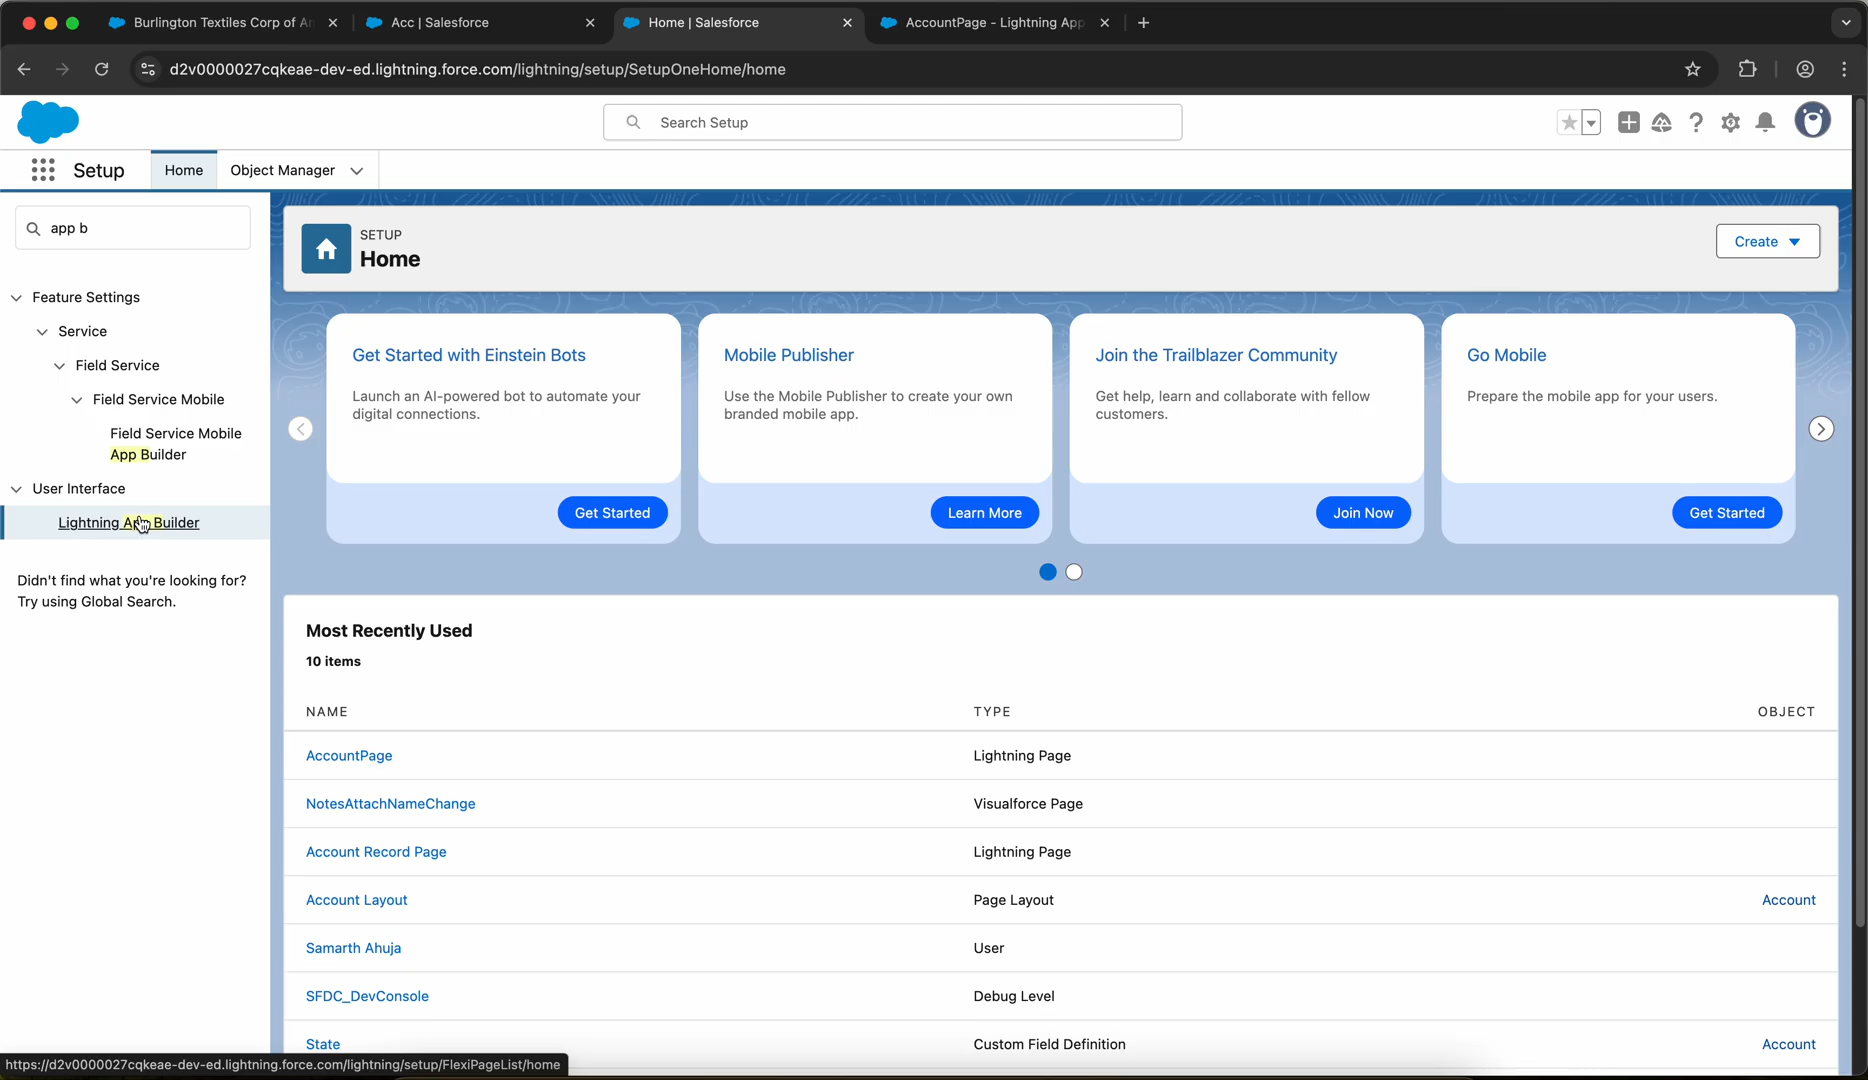 Burlington Textiles Corp of Am
Acc | Salesforce
Home | Salesforce
AccountPage - Lightning App
d2v0000027cqkeae-dev-ed.lightning.force.com/lightning/setup/SetupOneHome/home
Search Setup
Setup
Home
Object Manager
app b
Feature Settings
Service
Field Service
Field Service Mobile
Field Service Mobile
App Builder
User Interface
Lightning App Builder
Didn't find what you're looking for?
Try using Global Search.
SETUP
Home
Create
Get Started with Einstein Bots
Launch an AI-powered bot to automate your
digital connections.
Get Started
Mobile Publisher
Use the Mobile Publisher to create your own
branded mobile app.
Learn More
Join the Trailblazer Community
Get help, learn and collaborate with fellow
customers.
Join Now
Go Mobile
Prepare the mobile app for your users.
Get Started
Most Recently Used
10 items
NAME TYPE OBJECT
AccountPage Lightning Page
NotesAttachNameChange Visualforce Page
Account Record Page Lightning Page
Account Layout Page Layout Account
Samarth Ahuja User
SFDC_DevConsole Debug Level
State Custom Field Definition Account
https://d2v0000027cqkeae-dev-ed.lightning.force.com/lightning/setup/FlexiPageList/home